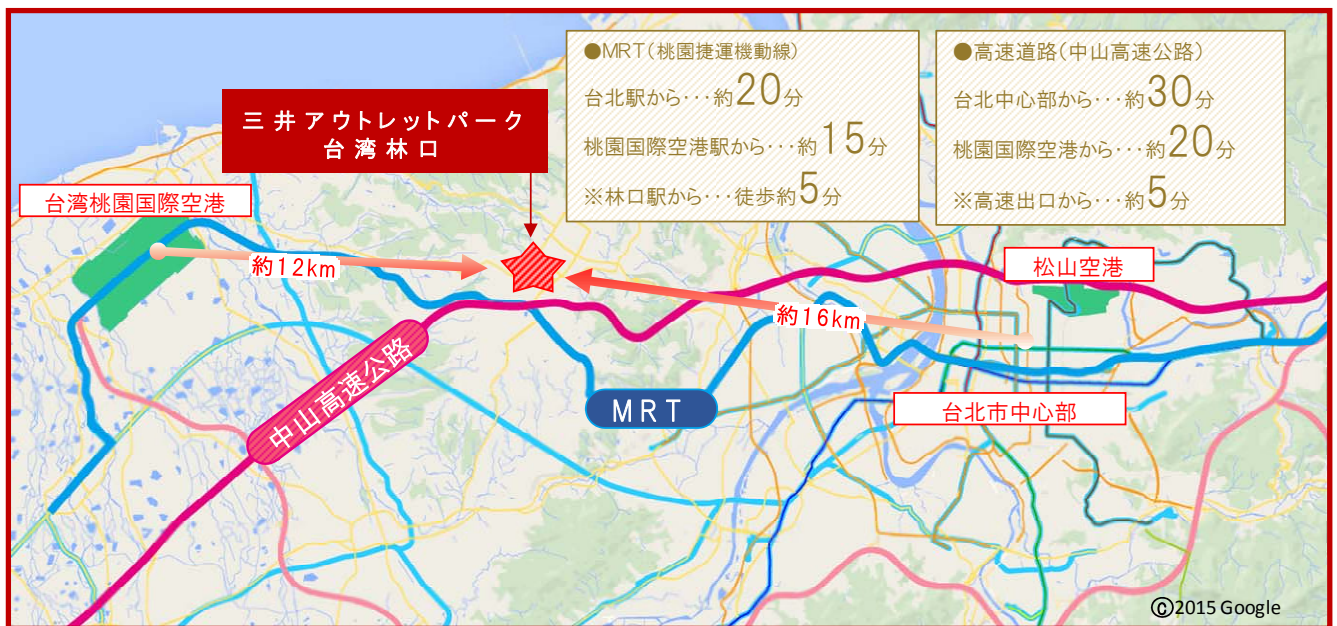 ●MRT(桃園捷運機動線)
台北駅から･･･約20分
桃園国際空港駅から･･･約15分
※林口駅から･･･徒歩約5分
●高速道路(中山高速公路)
台北中心部から･･･約30分
桃園国際空港から･･･約20分
※高速出口から･･･約5分
三井アウトレットパーク
台湾林口
台湾桃園国際空港
約12km
松山空港
約16km
中山高速公路
MRT
台北市中心部
©2015 Google